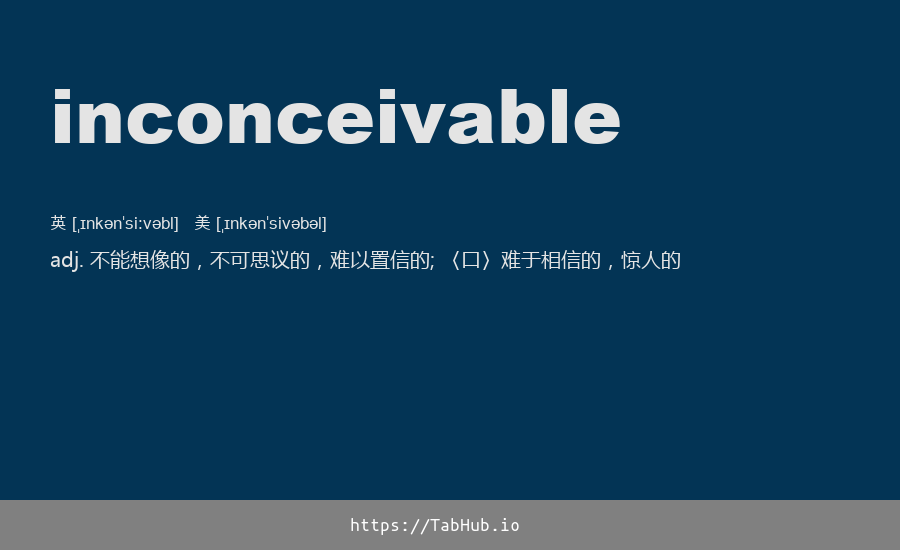 inconceivable
英 [ˌɪnkənˈsiːvəbl] 美 [ˌɪnkənˈsivəbəl]
adj. 不能想像的，不可思议的，难以置信的; 〈口〉难于相信的，惊人的
https://TabHub.io